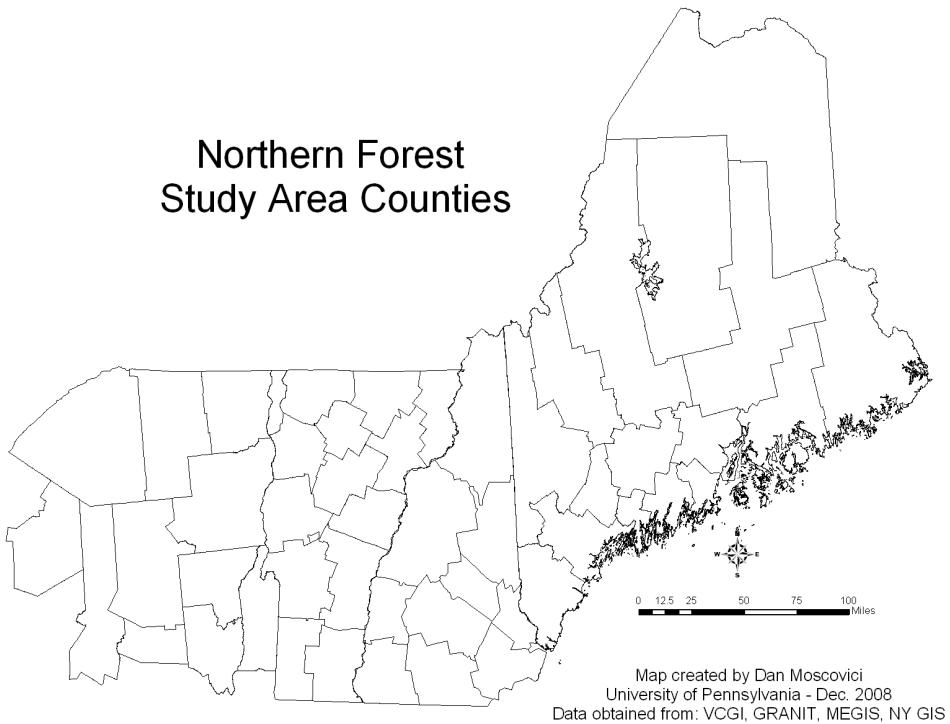 Northern Forest
Study Area Counties
N
W E
S
0 12.5 25 50 75 100
Miles
Map created by Dan Moscovici
University of Pennsylvania - Dec. 2008
Data obtained from: VCGI, GRANIT, MEGIS, NY GIS